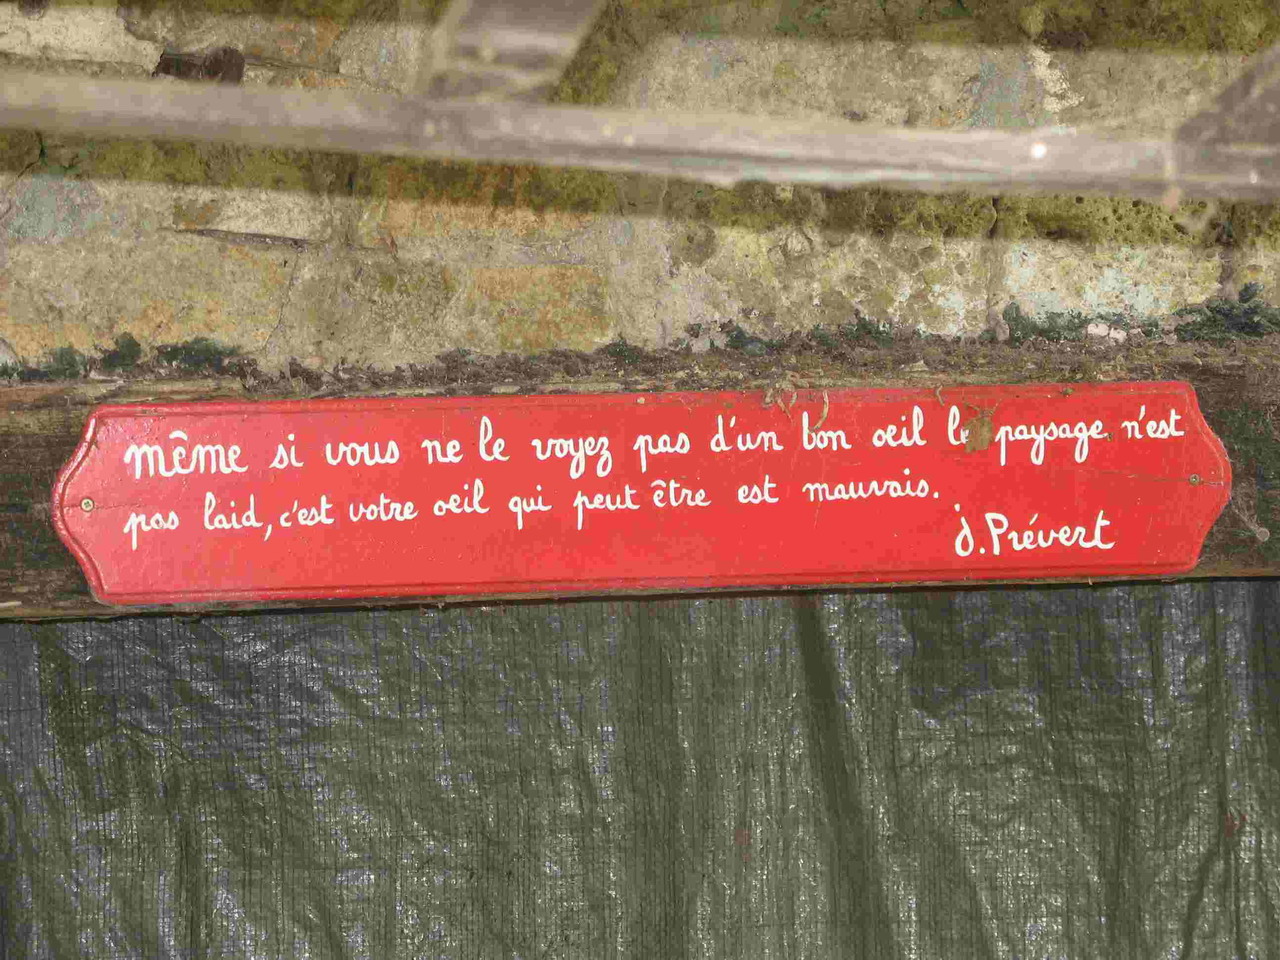 même si vous ne le voyez pas d'un bon oeil le paysage n'est
pas laid, c'est votre oeil qui peut être est mauvais.
J. Prévert